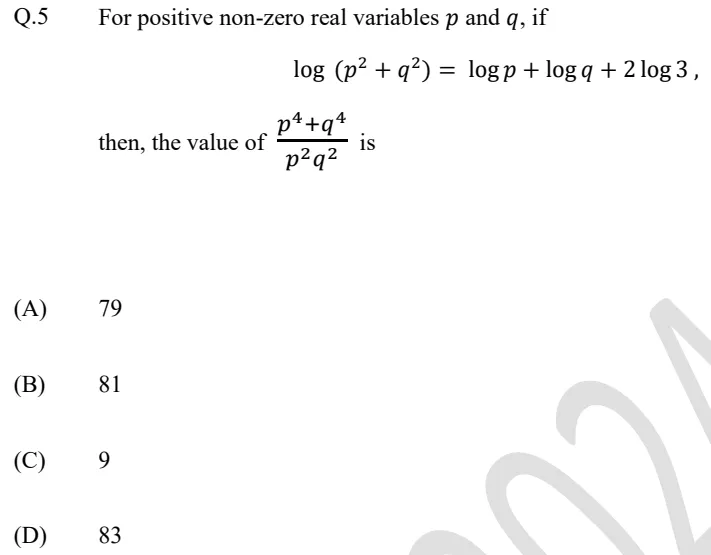 Q.5 For positive non-zero real variables p and q, if
log (p² + q²) = log p + log q + 2 log 3 ,
then, the value of (p⁴+q⁴)/(p²q²) is
(A) 79
(B) 81
(C) 9
(D) 83